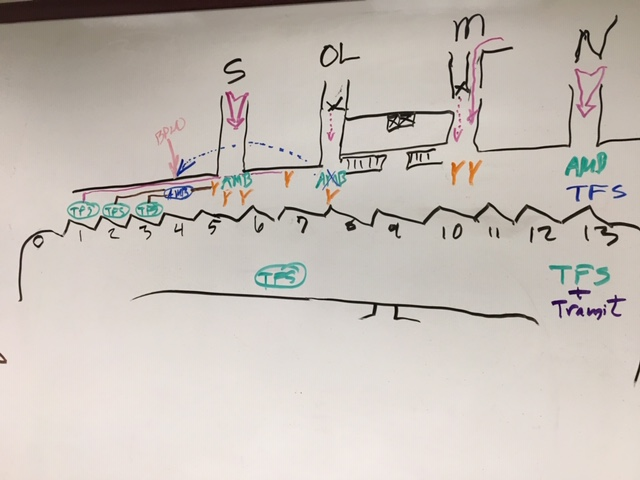 S OL M N
BPLO
AMB AMB Y Y AMB
TFS TFS TFS AMB Y Y Y Y Y TFS
0 1 2 3 4 5 6 7 8 9 10 11 12 13
TFS TFS
+
Transit